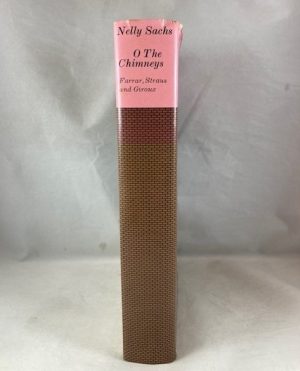 Nelly Sachs
O The
Chimneys
Farrar, Straus
and Giroux